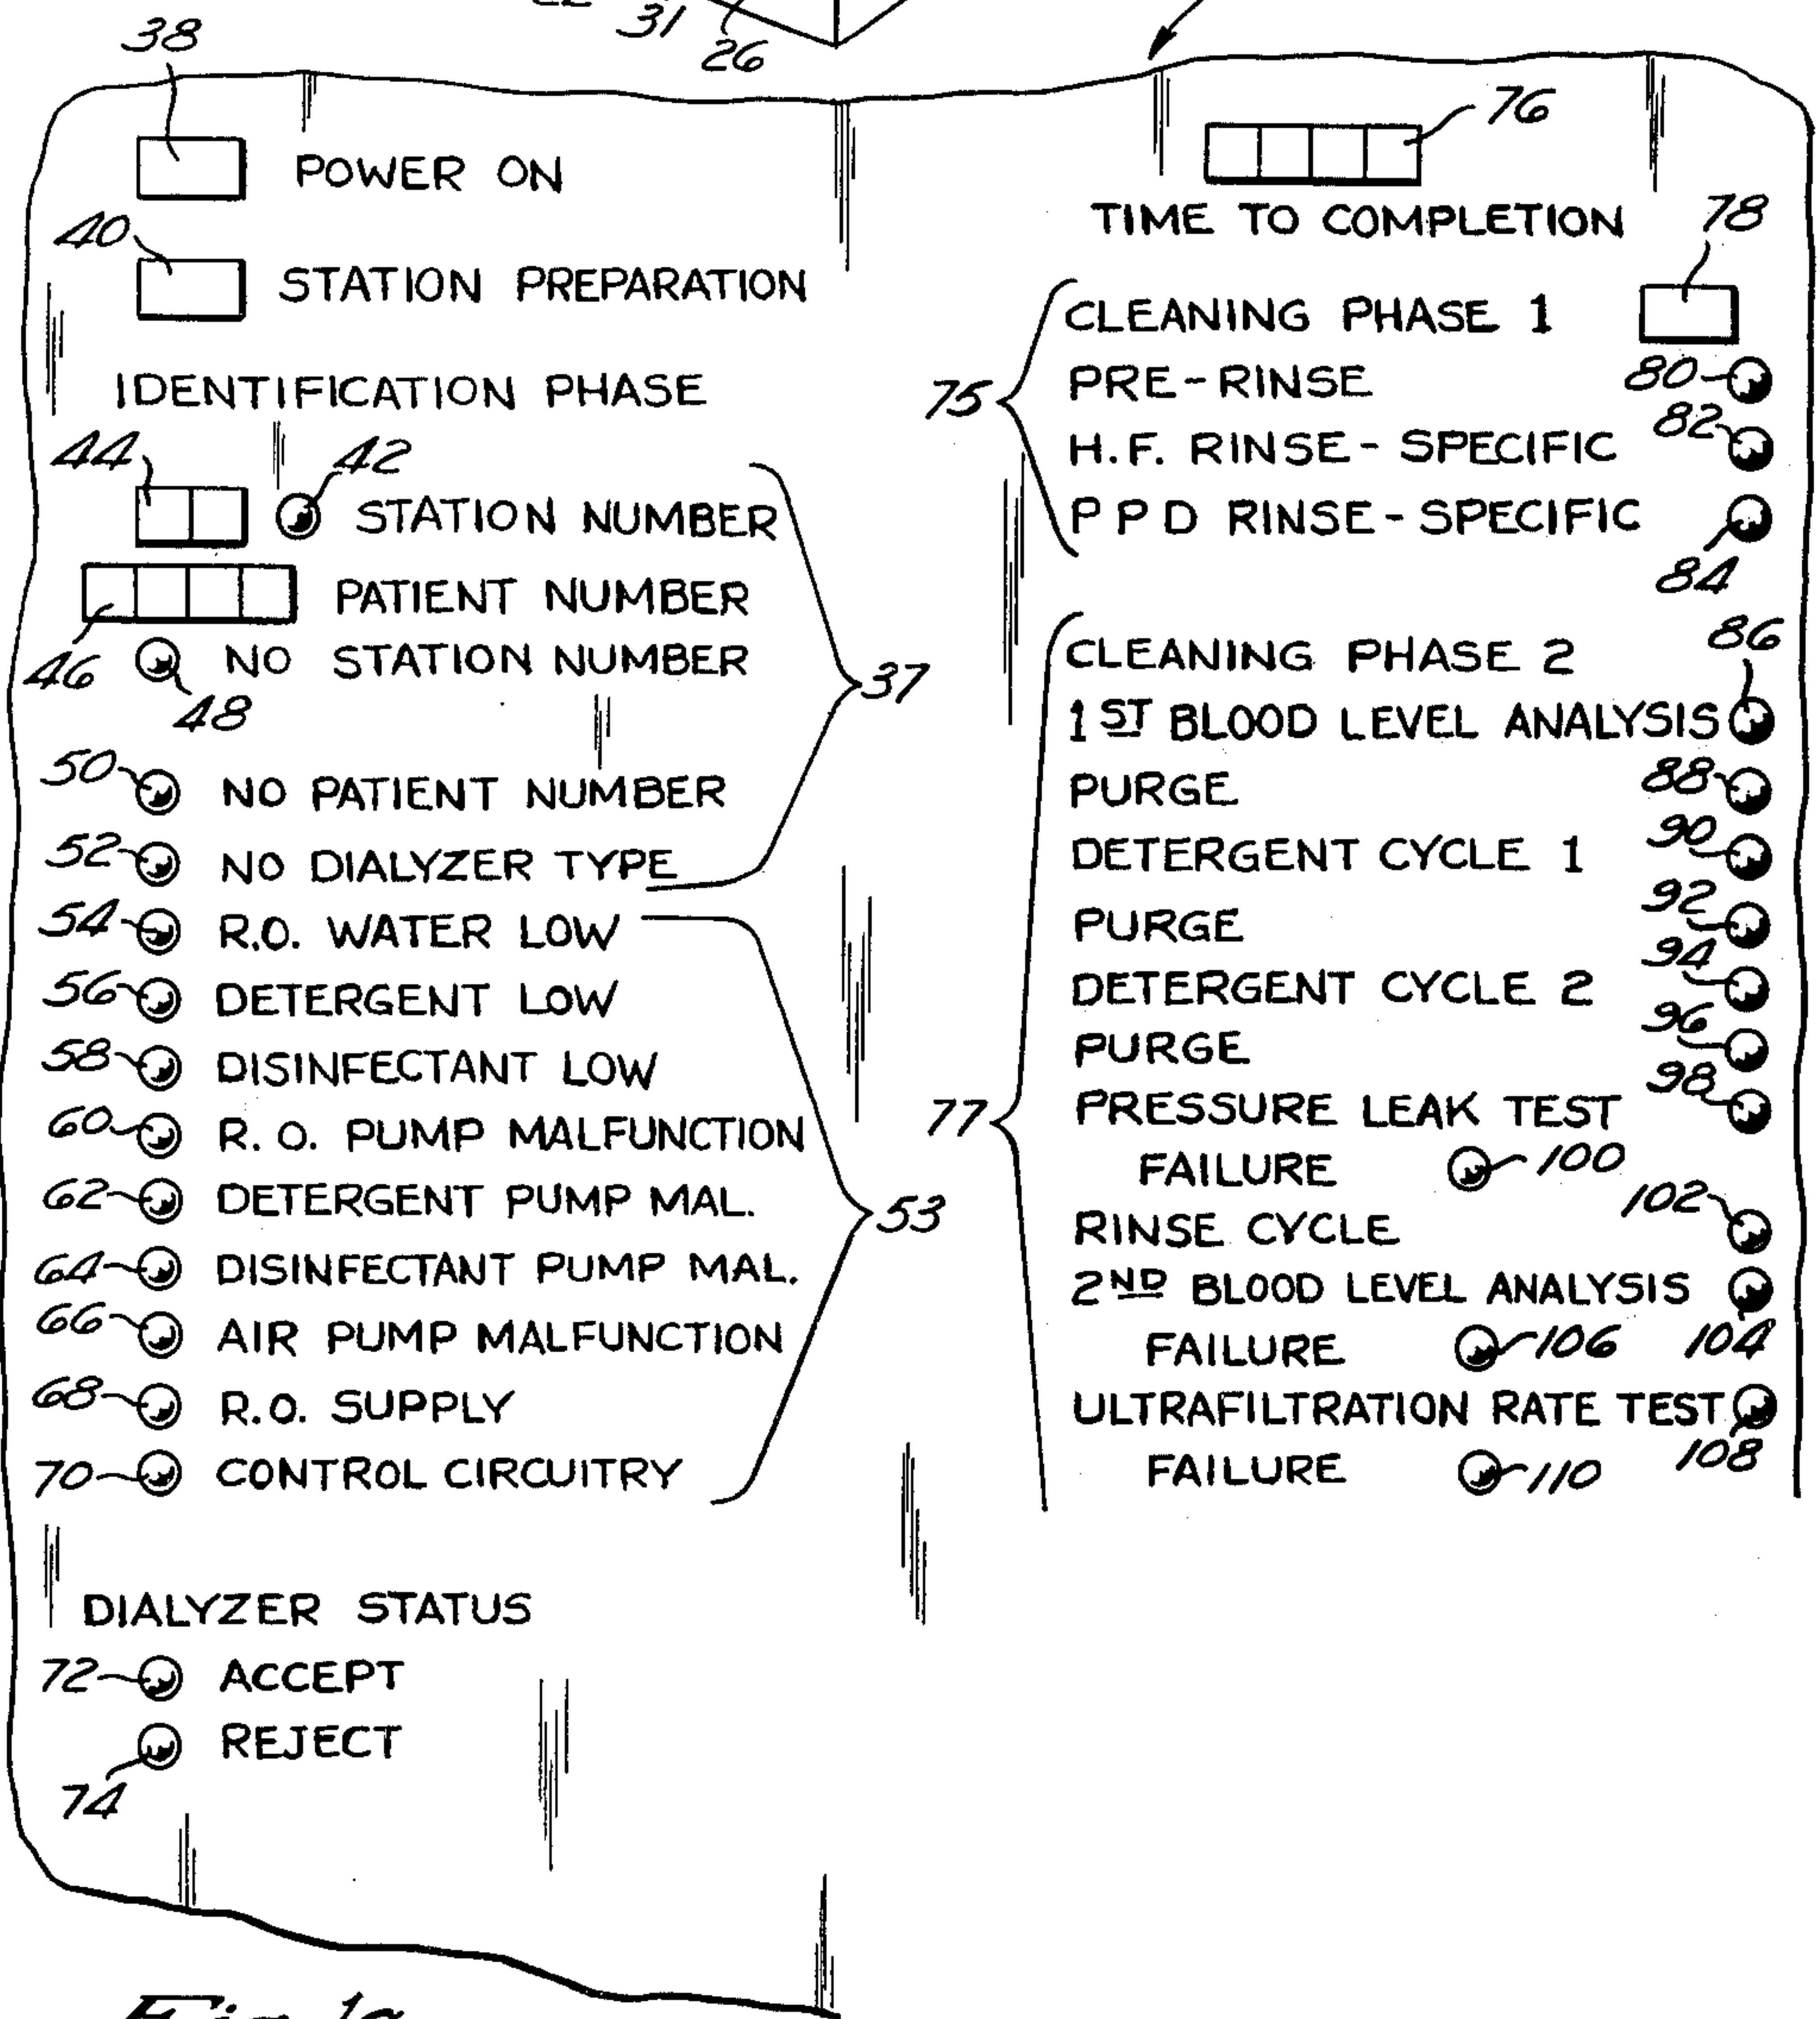 31
26
38
POWER ON
40
STATION PREPARATION
IDENTIFICATION PHASE
44
42
STATION NUMBER
PATIENT NUMBER
46
NO STATION NUMBER
48
37
50
NO PATIENT NUMBER
52
NO DIALYZER TYPE
54
R.O. WATER LOW
56
DETERGENT LOW
58
DISINFECTANT LOW
60
R. O. PUMP MALFUNCTION
62
DETERGENT PUMP MAL.
53
64
DISINFECTANT PUMP MAL.
66
AIR PUMP MALFUNCTION
68
R.O. SUPPLY
70
CONTROL CIRCUITRY
DIALYZER STATUS
72
ACCEPT
REJECT
74
76
TIME TO COMPLETION
78
CLEANING PHASE 1
75
PRE-RINSE
80
H.F. RINSE- SPECIFIC
82
P P D RINSE- SPECIFIC
84
CLEANING PHASE 2
86
1ST BLOOD LEVEL ANALYSIS
PURGE
88
DETERGENT CYCLE 1
90
PURGE
92
DETERGENT CYCLE 2
94
PURGE
96
77
PRESSURE LEAK TEST
98
FAILURE
100
RINSE CYCLE
102
2ND BLOOD LEVEL ANALYSIS
FAILURE
106
104
ULTRAFILTRATION RATE TEST
FAILURE
110
108